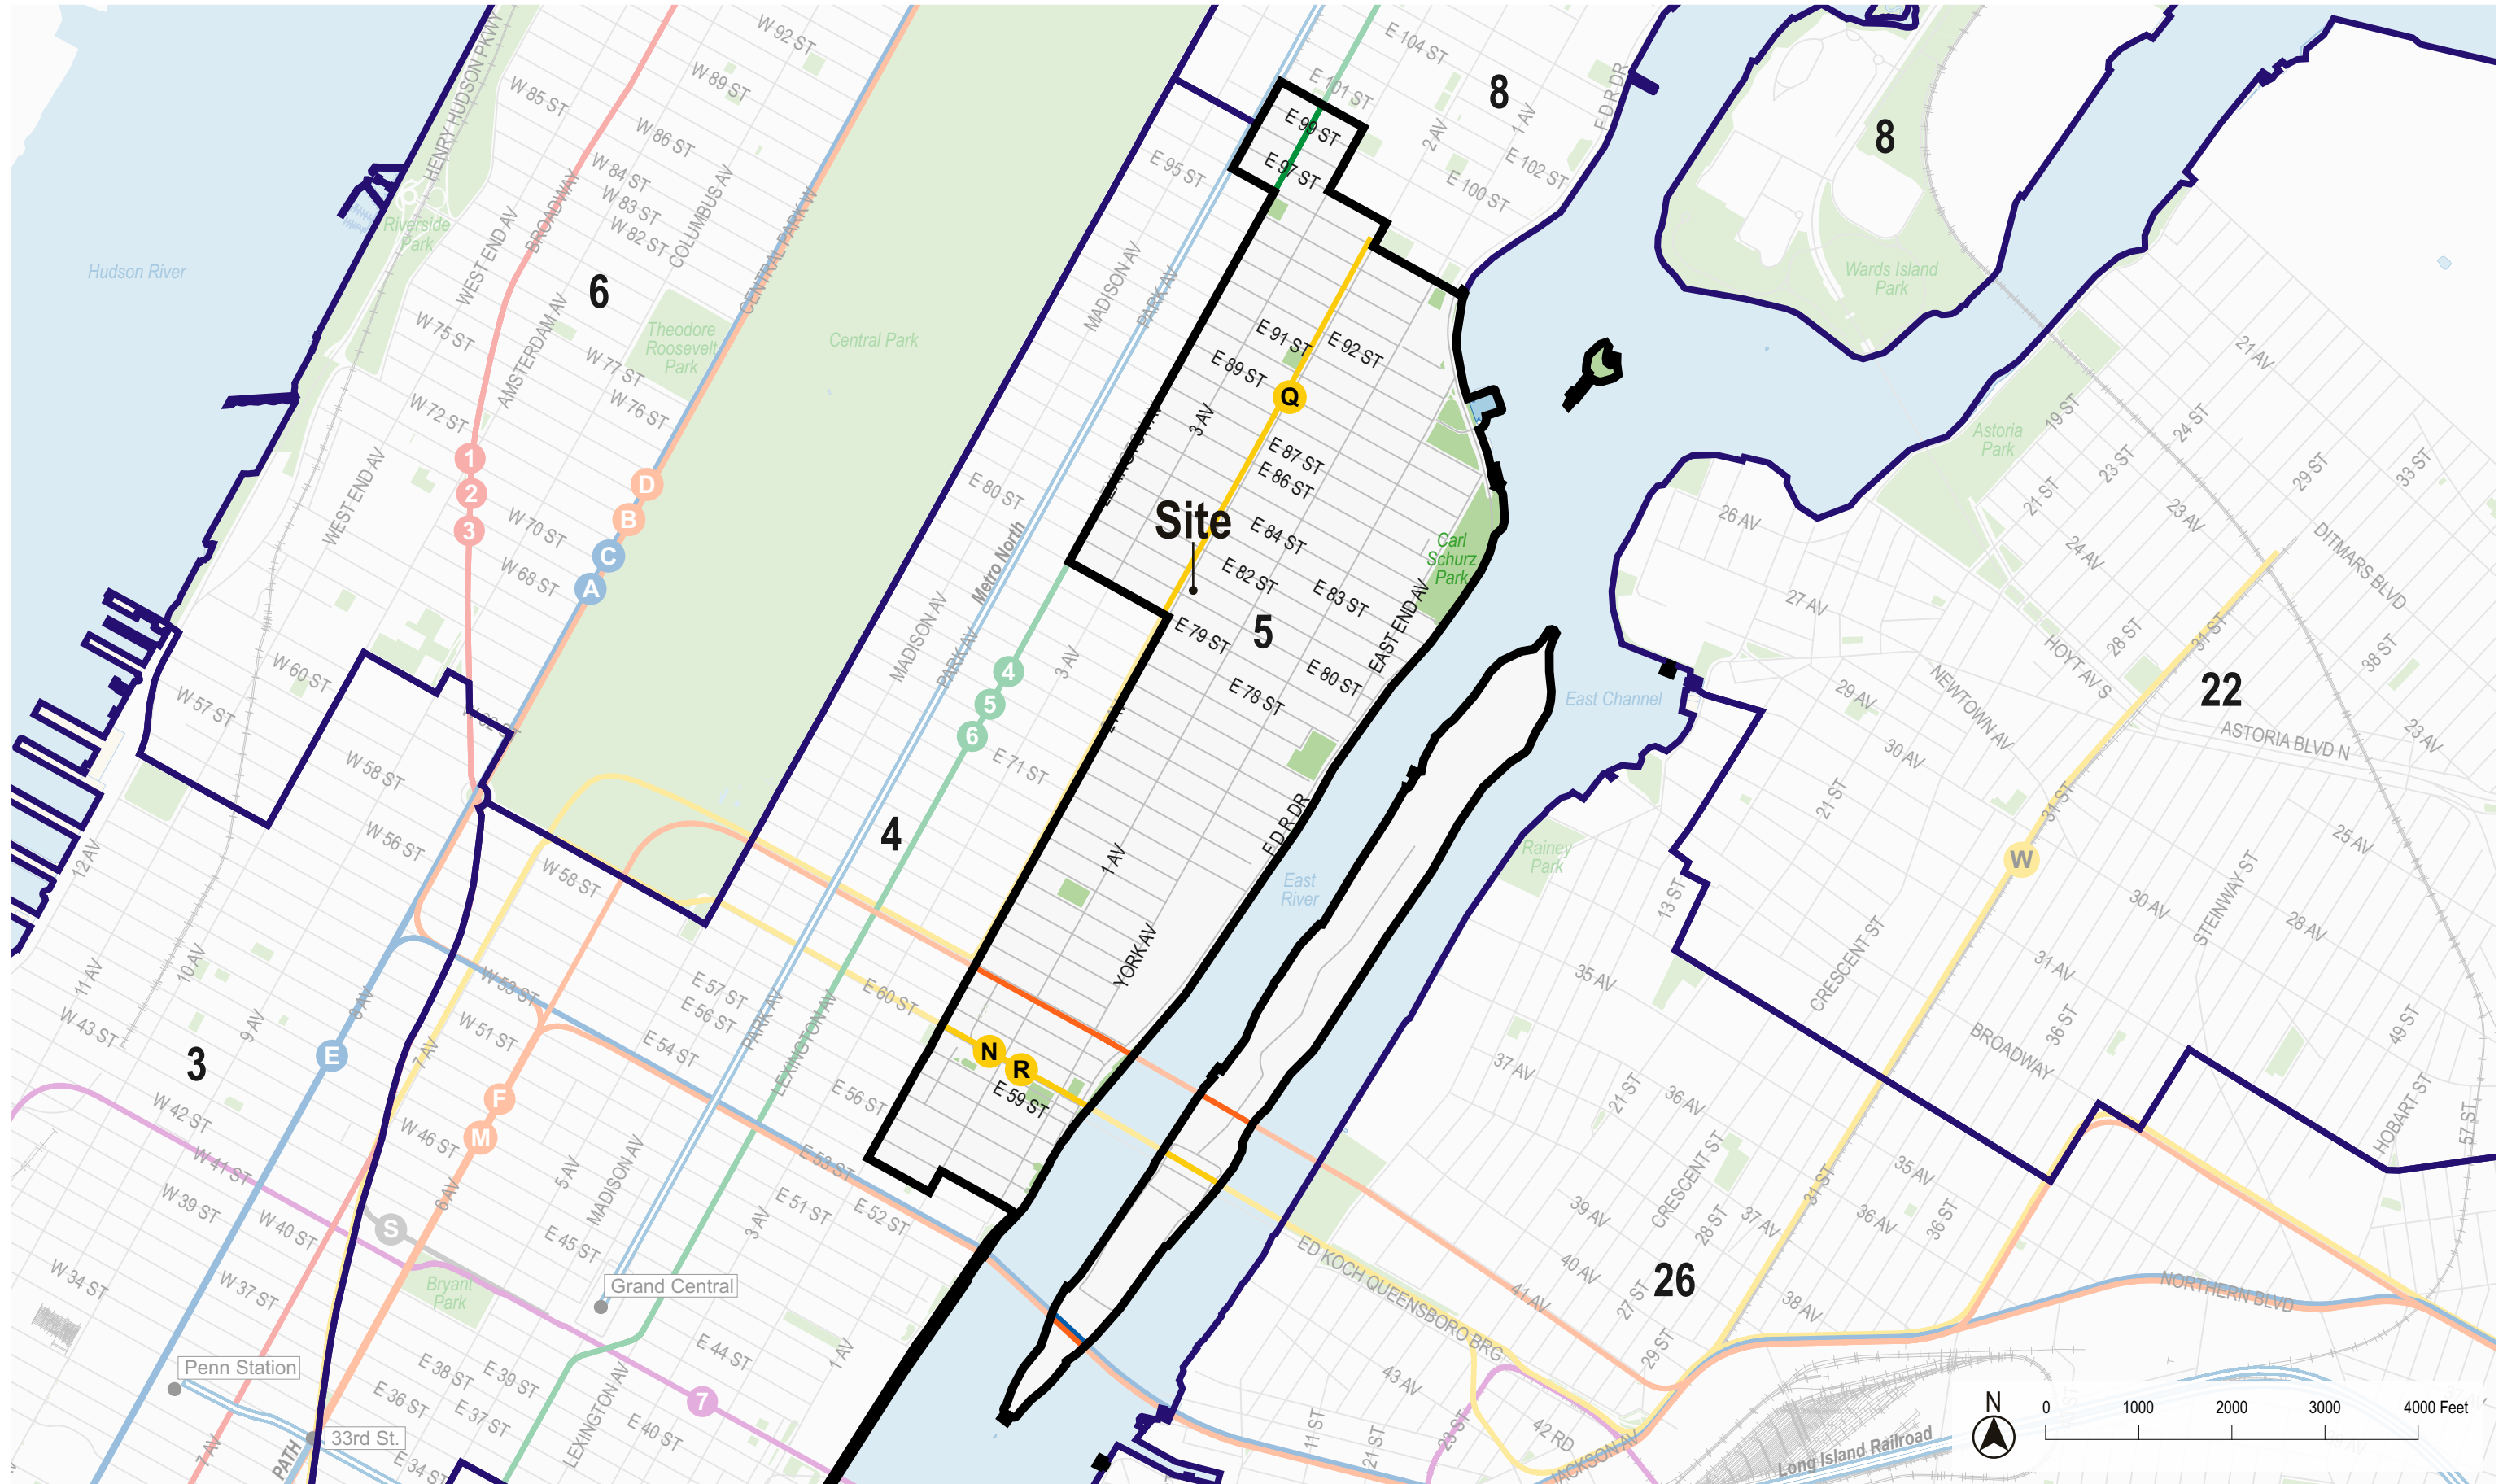 HENRY HUDSON PKWY
W 92 ST
W 89 ST
W 85 ST
W 86 ST
W 84 ST
W 83 ST
W 82 ST
Riverside
Park
WEST END AV
BROADWAY
COLUMBUS AV
CENTRAL PARK W
Hudson River
6
W 75 ST
AMSTERDAM AV
Theodore
Roosevelt
Park
W 77 ST
W 76 ST
W 72 ST
WEST END AV
1
2
3
D
B
C
A
W 70 ST
W 68 ST
W 60 ST
W 57 ST
W 58 ST
W 56 ST
W 58 ST
Central Park
E 104 ST
E 101 ST
8
F D R DR
E 99 ST
E 97 ST
2 AV
1 AV
E 102 ST
E 100 ST
E 95 ST
MADISON AV
PARK AV
8
Wards Island
Park
E 91 ST
E 92 ST
E 89 ST
Q
3 AV
LEXINGTON AV
E 87 ST
E 86 ST
E 80 ST
Site
E 84 ST
E 82 ST
E 83 ST
Carl
Schurz
Park
EAST END AV
Metro North
MADISON AV
PARK AV
4
5
6
3 AV
E 79 ST
5
E 80 ST
E 78 ST
E 71 ST
2 AV
4
F D R DR
1 AV
East
River
YORK AV
East Channel
Astoria
Park
21 AV
19 ST
24 ST
23 ST
21 ST
29 ST
33 ST
23 AV
24 AV
26 AV
27 AV
DITMARS BLVD
HOYT AV S
28 ST
31 ST
38 ST
22
29 AV
NEWTOWN AV
30 AV
ASTORIA BLVD N
23 AV
21 ST
31 ST
25 AV
W
Rainey
Park
13 ST
30 AV
STEINWAY ST
28 AV
CRESCENT ST
31 AV
35 AV
36 ST
49 ST
BROADWAY
37 AV
21 ST
36 AV
HOBART ST
57 ST
CRESCENT ST
28 ST
31 ST
35 AV
36 AV
36 ST
37 AV
39 AV
40 AV
26
41 AV
27 ST
38 AV
29 ST
NORTHERN BLVD
ED KOCH QUEENSBORO BRG
43 AV
11 ST
21 ST
23 ST
42 RD
JACKSON AV
Long Island Railroad
12 AV
11 AV
10 AV
9 AV
8 AV
W 43 ST
3
E
7 AV
W 53 ST
W 51 ST
E 57 ST
E 56 ST
E 54 ST
PARK AV
LEXINGTON AV
E 60 ST
N
R
E 59 ST
E 56 ST
E 53 ST
E 52 ST
E 51 ST
3 AV
F
M
W 46 ST
W 42 ST
W 41 ST
W 39 ST
W 40 ST
W 37 ST
W 34 ST
S
6 AV
5 AV
MADISON AV
E 45 ST
Grand Central
Bryant
Park
E 44 ST
1 AV
Penn Station
33rd St.
PATH
7 AV
E 38 ST
E 39 ST
E 36 ST
E 37 ST
E 34 ST
LEXINGTON AV
E 40 ST
7
N
0
1000
2000
3000
4000 Feet